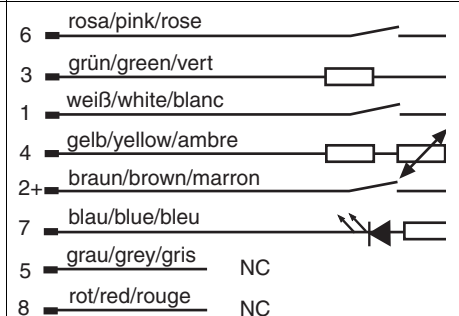 6 rosa/pink/rose
3 grün/green/vert
1 weiß/white/blanc
4 gelb/yellow/ambre
2+ braun/brown/marron
7 blau/blue/bleu
5 grau/grey/gris NC
8 rot/red/rouge NC